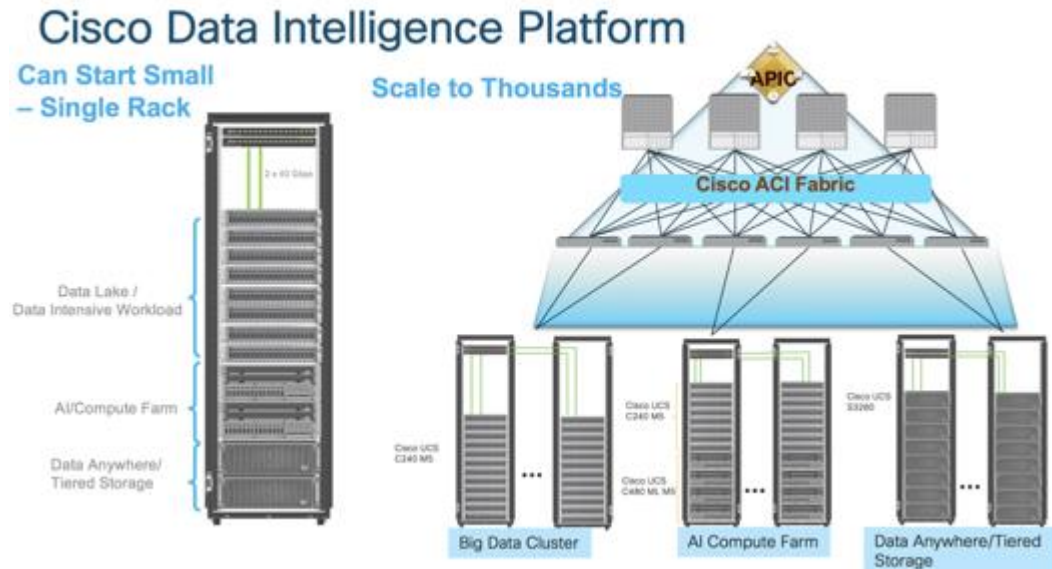 Cisco Data Intelligence Platform
Can Start Small
– Single Rack
Scale to Thousands
APIC
Cisco ACI Fabric
2 x 40 Gbps
Data Lake /
Data Intensive Workload
AI/Compute Farm
Data Anywhere/
Tiered Storage
Cisco UCS
C240 M5
Big Data Cluster
Cisco UCS
C240 M5
Cisco UCS
C480 ML M5
AI Compute Farm
Cisco UCS
S3260
Data Anywhere/Tiered
Storage